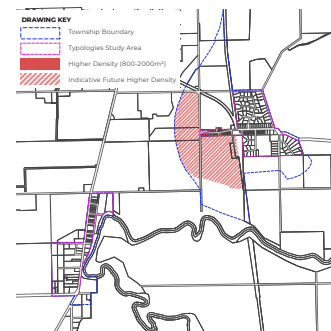 DRAWING KEY
Township Boundary
Typologies Study Area
Higher Density (800-2000m²)
Indicative Future Higher Density